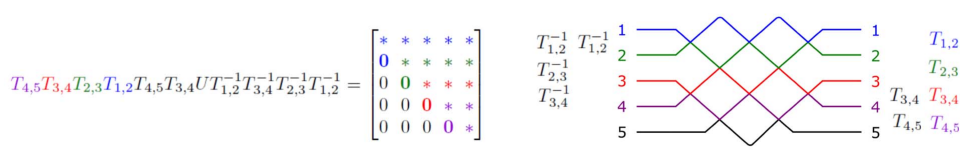 T_{4,5}T_{3,4}T_{2,3}T_{1,2}T_{4,5}T_{3,4}UT_{1,2}^{-1}T_{3,4}^{-1}T_{2,3}^{-1}T_{1,2}^{-1} =
* * * * *
0 * * * *
0 0 * * *
0 0 0 * *
0 0 0 0 *
T_{1,2}^{-1} T_{1,2}^{-1}
T_{2,3}^{-1}
T_{3,4}^{-1}
1
2
3
4
5
1
2
3
4
5
T_{1,2}
T_{2,3}
T_{3,4} T_{3,4}
T_{4,5} T_{4,5}